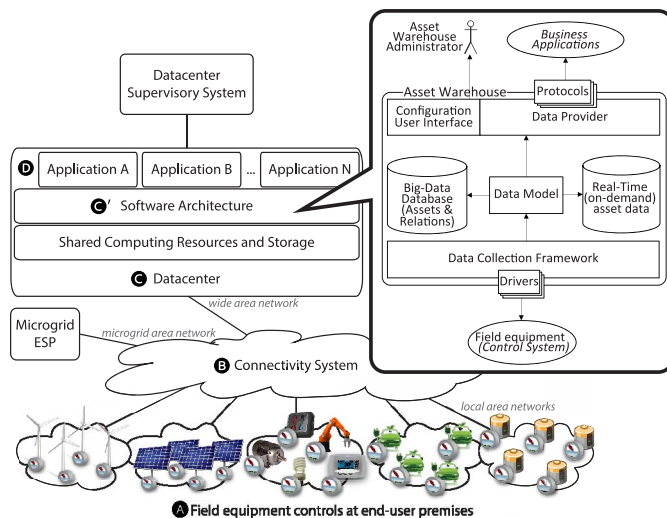 Datacenter
Supervisory System
D
Application A
Application B
...
Application N
C' Software Architecture
Shared Computing Resources and Storage
C Datacenter
wide area network
Microgrid
ESP
microgrid area network
B Connectivity System
local area networks
A Field equipment controls at end-user premises
Asset
Warehouse
Administrator
Business
Applications
Asset Warehouse
Protocols
Configuration
User Interface
Data Provider
Big-Data
Database
(Assets &
Relations)
Data Model
Real-Time
(on-demand)
asset data
Data Collection Framework
Drivers
Field equipment
(Control System)